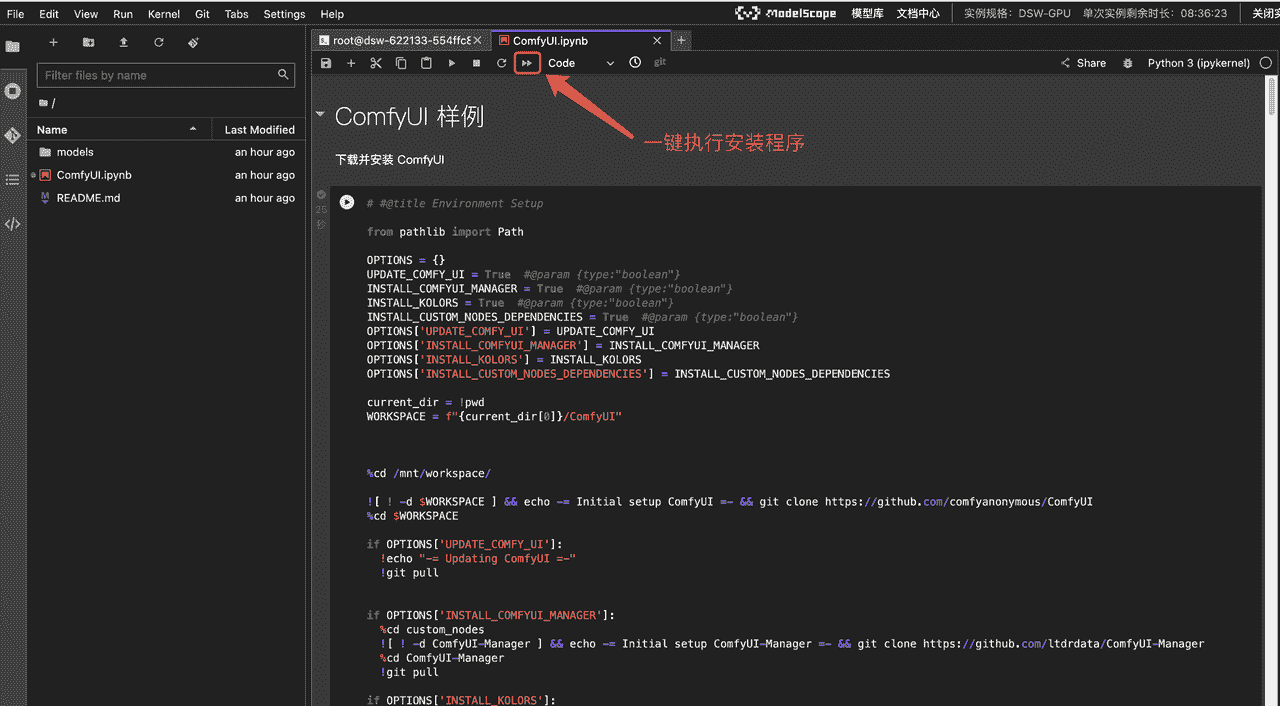 File Edit View Run Kernel Git Tabs Settings Help
ModelScope 模型库 文档中心 实例规格：DSW-GPU 单次实例剩余时长：08:36:23 关闭实
root@dsw-622133-554ffc8
ComfyUI.ipynb
Filter files by name
Code
git
Share
Python 3 (ipykernel)
/
Name Last Modified
models an hour ago
ComfyUI.ipynb an hour ago
README.md an hour ago
ComfyUI 样例
一键执行安装程序
下载并安装 ComfyUI
25
秒
# #@title Environment Setup
from pathlib import Path
OPTIONS = {}
UPDATE_COMFY_UI = True  #@param {type:"boolean"}
INSTALL_COMFYUI_MANAGER = True  #@param {type:"boolean"}
INSTALL_KOLORS = True  #@param {type:"boolean"}
INSTALL_CUSTOM_NODES_DEPENDENCIES = True  #@param {type:"boolean"}
OPTIONS['UPDATE_COMFY_UI'] = UPDATE_COMFY_UI
OPTIONS['INSTALL_COMFYUI_MANAGER'] = INSTALL_COMFYUI_MANAGER
OPTIONS['INSTALL_KOLORS'] = INSTALL_KOLORS
OPTIONS['INSTALL_CUSTOM_NODES_DEPENDENCIES'] = INSTALL_CUSTOM_NODES_DEPENDENCIES
current_dir = !pwd
WORKSPACE = f"{current_dir[0]}/ComfyUI"
%cd /mnt/workspace/
![ ! -d $WORKSPACE ] && echo -= Initial setup ComfyUI =- && git clone https://github.com/comfyanonymous/ComfyUI
%cd $WORKSPACE
if OPTIONS['UPDATE_COMFY_UI']:
  !echo "-= Updating ComfyUI =-"
  !git pull
if OPTIONS['INSTALL_COMFYUI_MANAGER']:
  %cd custom_nodes
  ![ ! -d ComfyUI-Manager ] && echo -= Initial setup ComfyUI-Manager =- && git clone https://github.com/ltdrdata/ComfyUI-Manager
  %cd ComfyUI-Manager
  !git pull
if OPTIONS['INSTALL_KOLORS']: